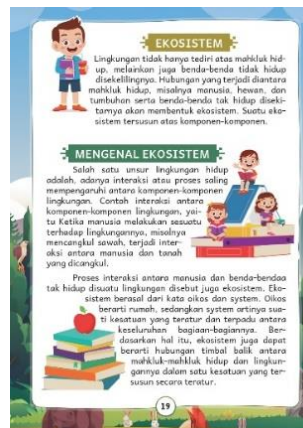 EKOSISTEM
Lingkungan tidak hanya tediri atas mahkluk hid-
up, melainkan juga benda-benda tidak hidup
disekelilingnya. Hubungan yang terjadi diantara
mahkluk hidup, misalnya manusia, hewan, dan
tumbuhan serta benda-benda tak hidup diseki-
tarnya akan membentuk ekosistem. Suatu eko-
sistem tersusun atas komponen-komponen.
MENGENAL EKOSISTEM
Salah satu unsur lingkungan hidup
adalah, adanya interaksi atau proses saling
mempengaruhi antara komponen-komponen
lingkungan. Contoh interaksi antara
komponen-komponen lingkungan, yai-
tu Ketika manusia melakukan sesuatu
terhadap lingkungannya, misalnya
mencangkul sawah, terjadi inter-
aksi antara manusia dan tanah
yang dicangkul.
Proses interaksi antara manusia dan benda-bendaa
tak hidup disuatu lingkungan disebut juga ekosistem. Eko-
sistem berasal dari kata oikos dan system. Oikos
berarti rumah, sedangkan system artinya sua-
ti kesatuan yang teratur dan terpadu antara
keseluruhan bagiaan-bagiannya. Ber-
dasarkan hal itu, ekosistem juga dapat
berarti hubungan timbal balik antara
mahkluk-mahkluk hidup dan lingkun-
gannya dalam satu kesatuan yang ter-
susun secara teratur.
19